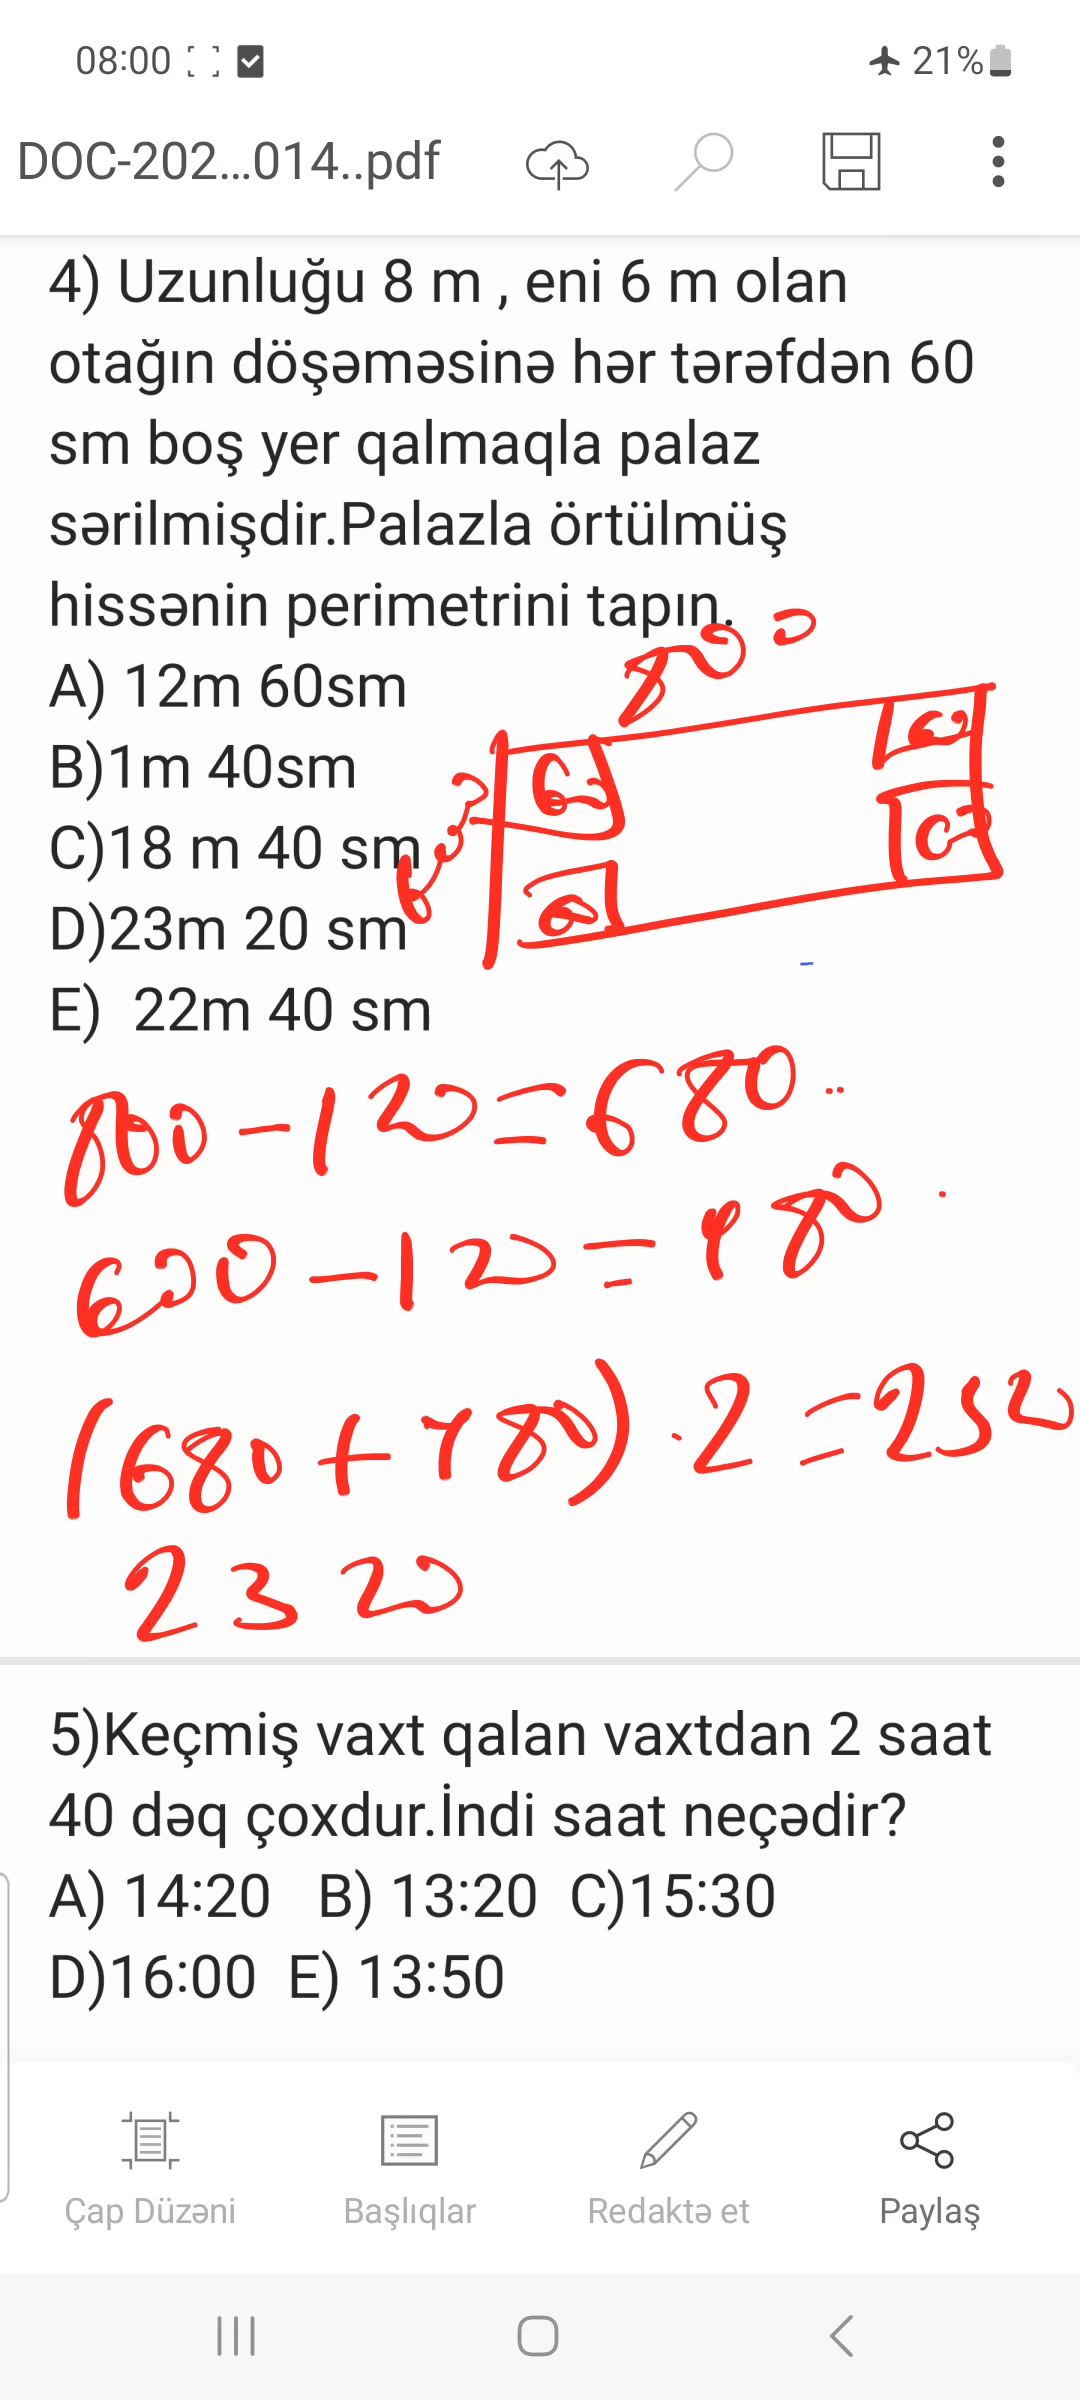 08:00 21%
DOC-202...014..pdf
4) Uzunluğu 8 m , eni 6 m olan
otağın döşəməsinə hər tərəfdən 60
sm boş yer qalmaqla palaz
sərilmişdir.Palazla örtülmüş
hissənin perimetrini tapın.
800
A) 12m 60sm
B)1m 40sm
C)18 m 40 sm
600
D)23m 20 sm
E) 22m 40 sm
800-120=680
600-120=480
(680+480).2=232
2320
5)Keçmiş vaxt qalan vaxtdan 2 saat
40 dəq çoxdur.İndi saat neçədir?
A) 14:20 B) 13:20 C)15:30
D)16:00 E) 13:50
Çap Düzəni Başlıqlar Redaktə et Paylaş